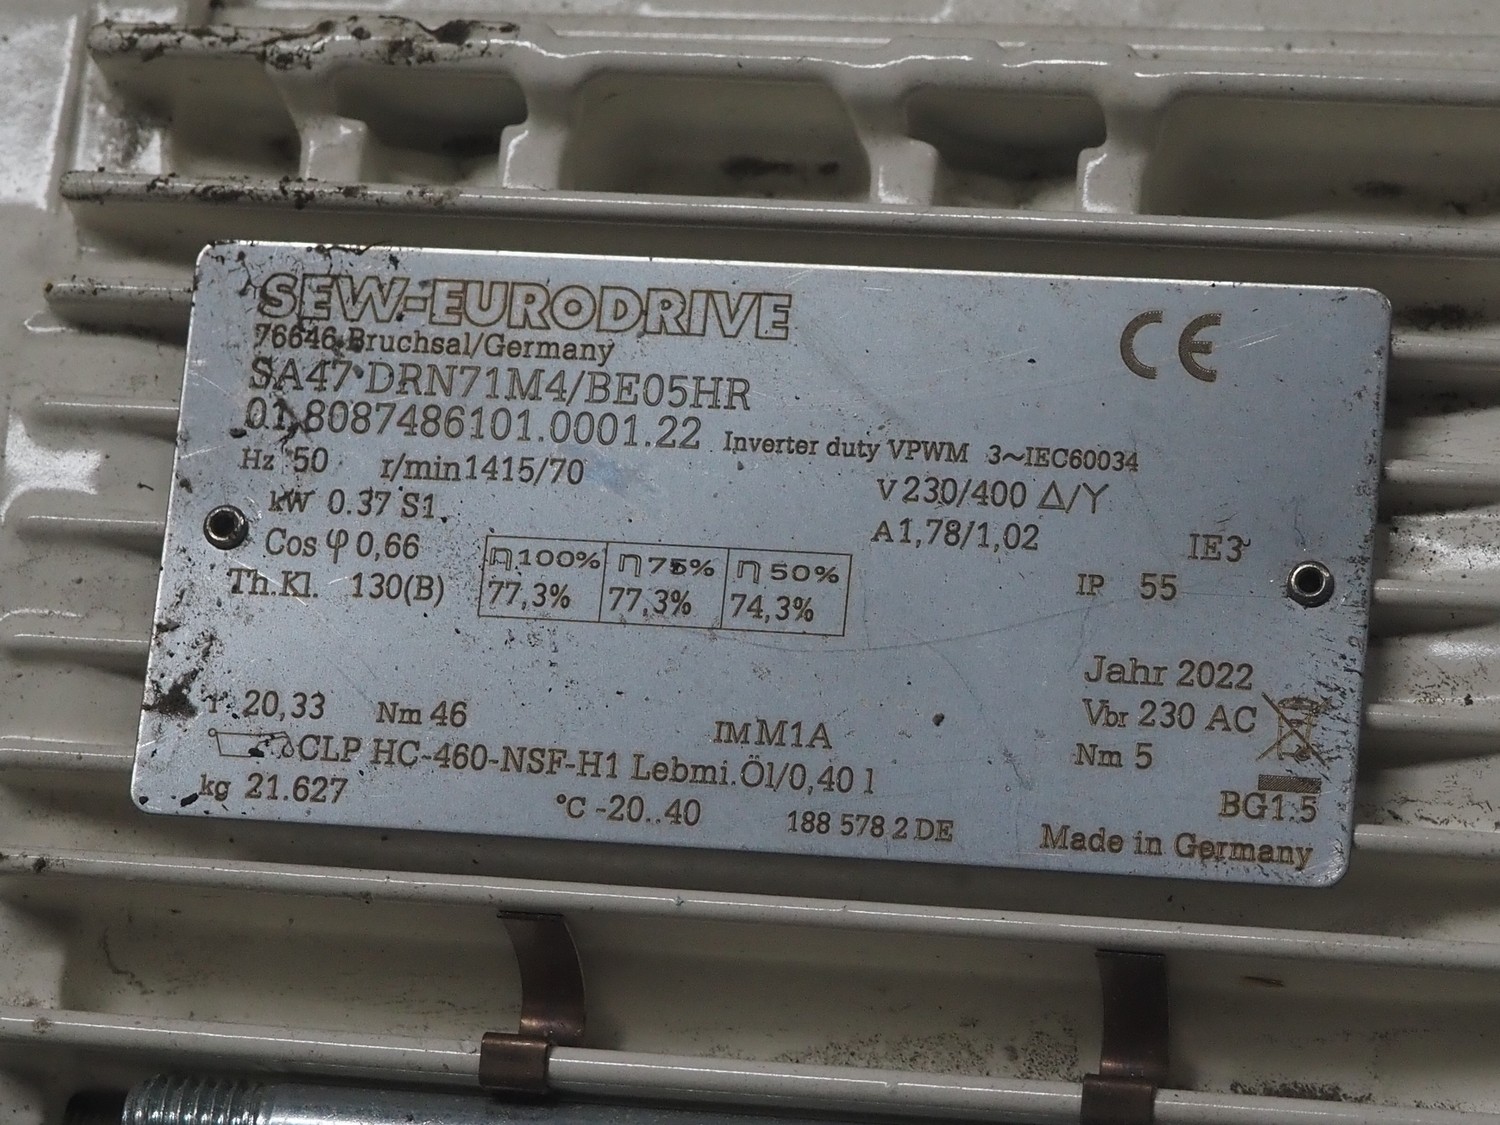 SEW-EURODRIVE
CE
76646 Bruchsal/Germany
SA47 DRN71M4/BE05HR
01.8087486101.0001.22 Inverter duty VPWM 3~IEC60034
Hz 50 r/min 1415/70 V 230/400 Δ/Y
kW 0.37 S1 A 1,78/1,02 IE3
Cos φ 0,66 IP 55
η 100% η 75% η 50%
Th.Kl. 130(B) 77,3% 77,3% 74,3%
Jahr 2022
i 20,33 Nm 46 IM M1A Vbr 230 AC
CLP HC-460-NSF-H1 Lebmi.Öl/0,40 l Nm 5
kg 21.627 °C -20..40 188 578 2 DE BG1.5
Made in Germany